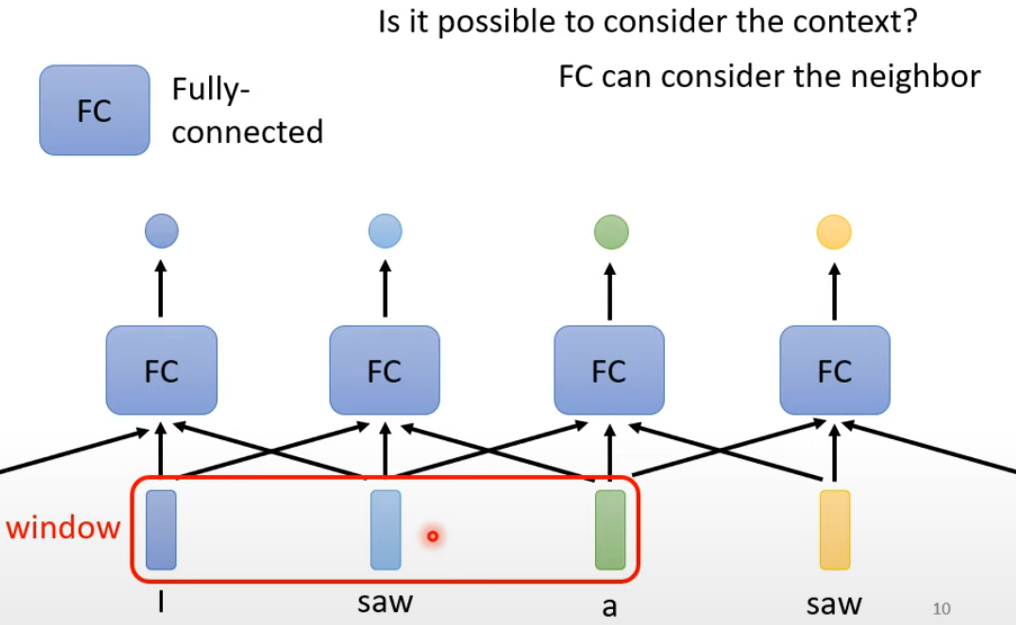 Is it possible to consider the context?
FC can consider the neighbor
FC
Fully-
connected
FC
FC
FC
FC
window
I
saw
a
saw
10